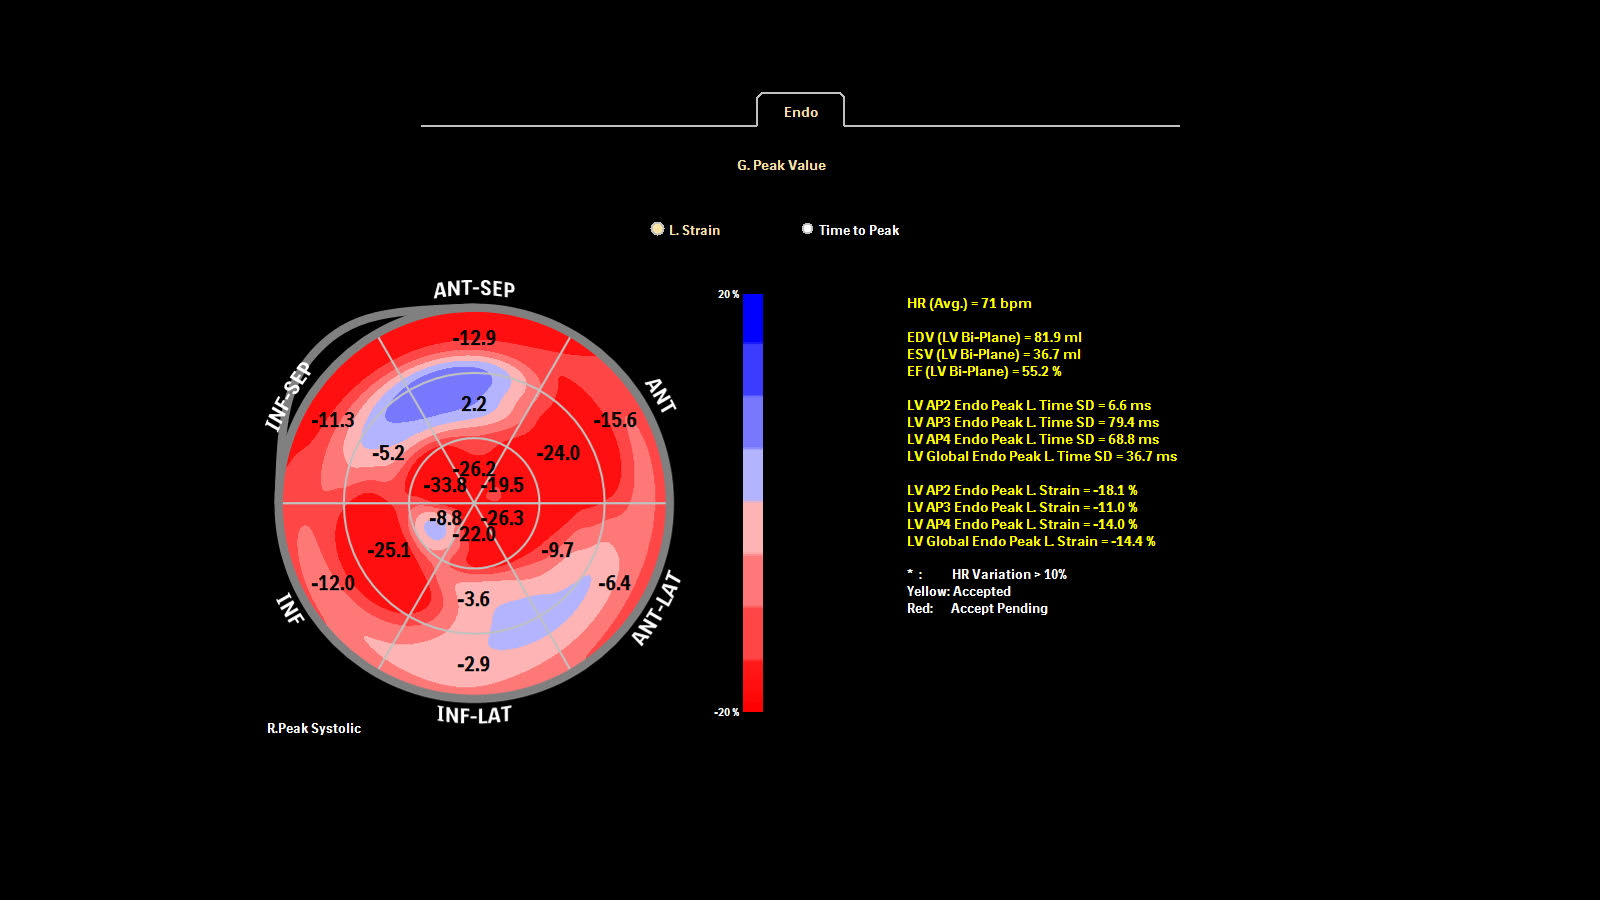 Endo
G. Peak Value
L. Strain
Time to Peak
ANT-SEP
INF-SEP
ANT
INF
ANT-LAT
INF-LAT
-12.9
-11.3
2.2
-15.6
-5.2
-24.0
-26.2
-33.8
-19.5
-8.8
-26.3
-22.0
-25.1
-9.7
-12.0
-6.4
-3.6
-2.9
R.Peak Systolic
20 %
-20 %
HR (Avg.) = 71 bpm
EDV (LV Bi-Plane) = 81.9 ml
ESV (LV Bi-Plane) = 36.7 ml
EF (LV Bi-Plane) = 55.2 %
LV AP2 Endo Peak L. Time SD = 6.6 ms
LV AP3 Endo Peak L. Time SD = 79.4 ms
LV AP4 Endo Peak L. Time SD = 68.8 ms
LV Global Endo Peak L. Time SD = 36.7 ms
LV AP2 Endo Peak L. Strain = -18.1 %
LV AP3 Endo Peak L. Strain = -11.0 %
LV AP4 Endo Peak L. Strain = -14.0 %
LV Global Endo Peak L. Strain = -14.4 %
* : HR Variation > 10%
Yellow: Accepted
Red: Accept Pending